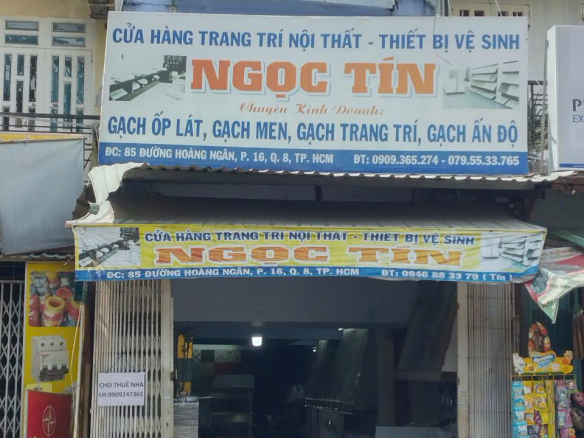 CỬA HÀNG TRANG TRÍ NỘI THẤT - THIẾT BỊ VỆ SINH
NGỌC TÍN
Chuyên Kinh Doanh:
GẠCH ỐP LÁT, GẠCH MEN, GẠCH TRANG TRÍ, GẠCH ẤN ĐỘ
ĐC: 85 ĐƯỜNG HOÀNG NGÂN, P. 16, Q. 8, TP. HCM ĐT: 0909.365.274 - 079.55.33.765
CỬA HÀNG TRANG TRÍ NỘI THẤT - THIẾT BỊ VỆ SINH
NGỌC TÍN
ĐC: 85 ĐƯỜNG HOÀNG NGÂN, P. 16, Q. 8, TP. HCM ĐT: 0846 88 33 79 ( Tín )
CHO THUÊ NHÀ
LH:0909247365
P
EX